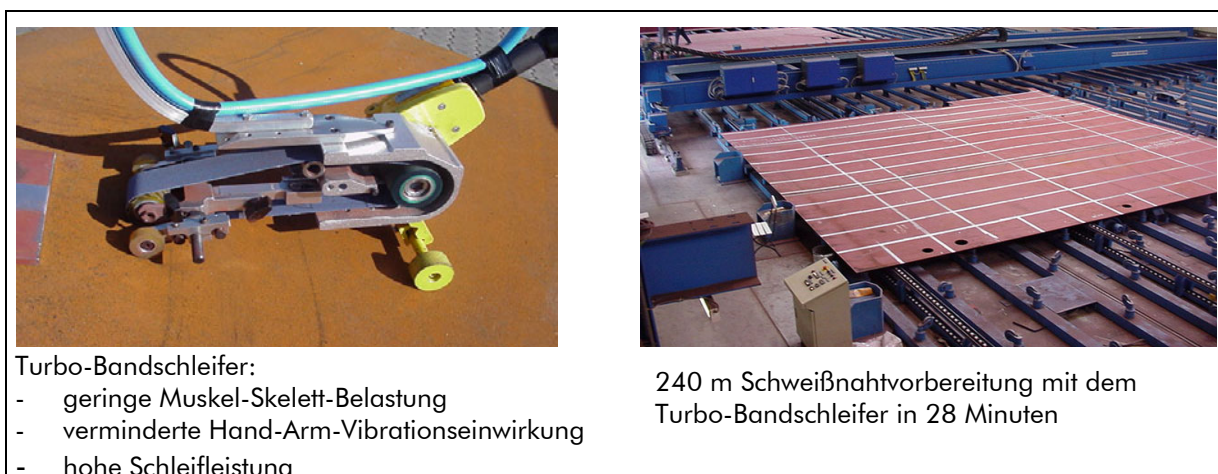 Turbo-Bandschleifer:
- geringe Muskel-Skelett-Belastung
- verminderte Hand-Arm-Vibrationseinwirkung
- hohe Schleifleistung
240 m Schweißnahtvorbereitung mit dem
Turbo-Bandschleifer in 28 Minuten